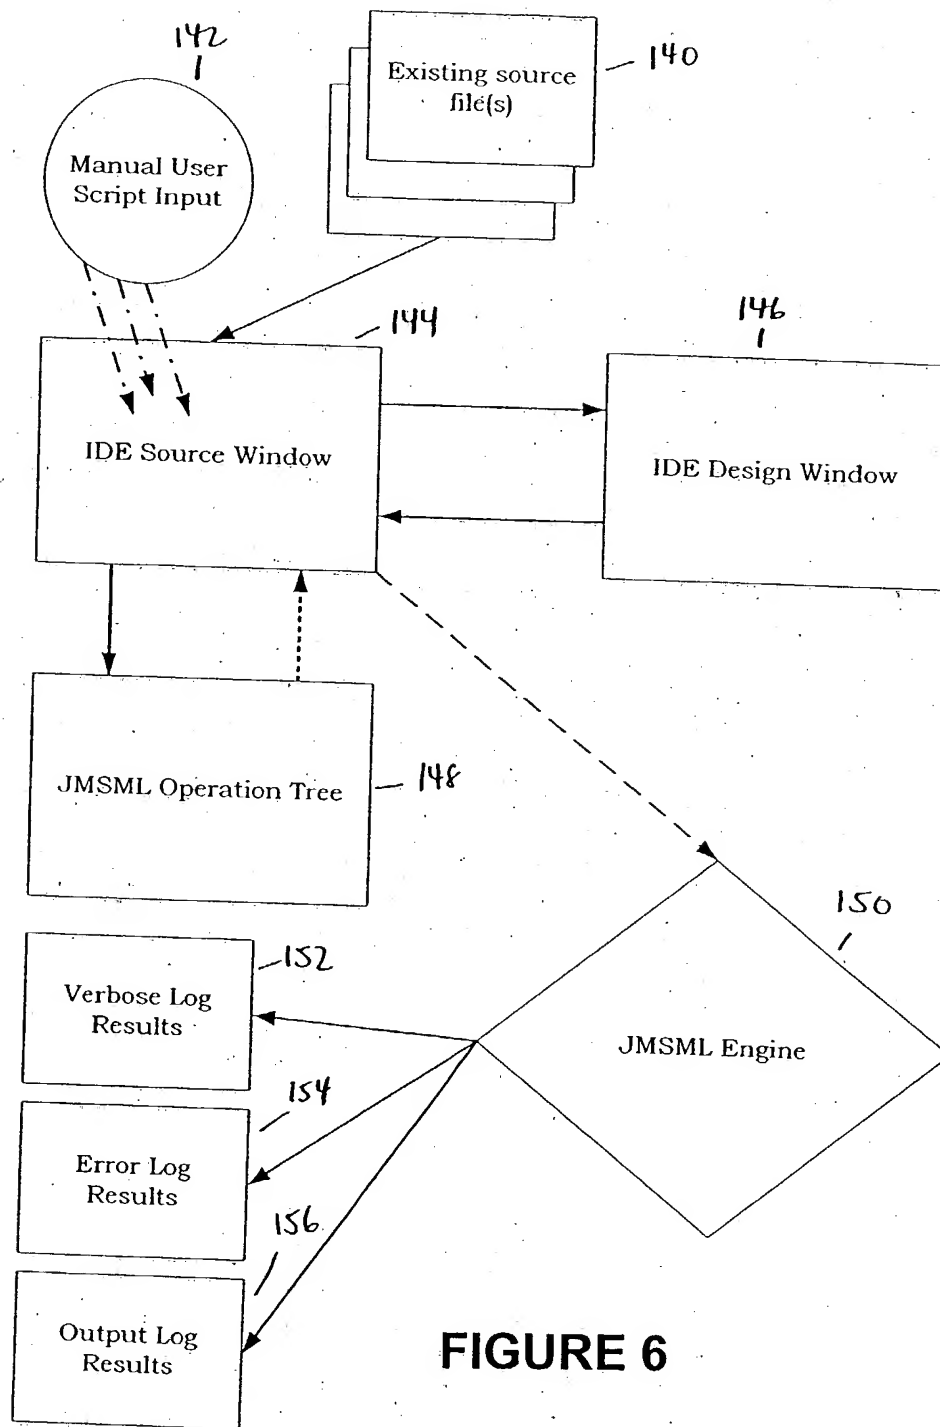 142
Existing source
file(s)
140
Manual User
Script Input
144
146
IDE Source Window
IDE Design Window
JMSML Operation Tree
148
150
152
Verbose Log
Results
JMSML Engine
154
Error Log
Results
156
Output Log
Results
FIGURE 6